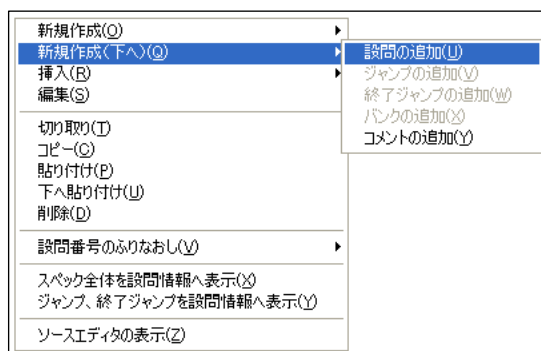 新規作成(O)
新規作成(下へ)(Q)
挿入(R)
編集(S)
切り取り(T)
コピー(C)
貼り付け(P)
下へ貼り付け(U)
削除(D)
設問番号のふりなおし(V)
スペック全体を設問情報へ表示(X)
ジャンプ、終了ジャンプを設問情報へ表示(Y)
ソースエディタの表示(Z)
設問の追加(U)
ジャンプの追加(V)
終了ジャンプの追加(W)
バンクの追加(X)
コメントの追加(Y)